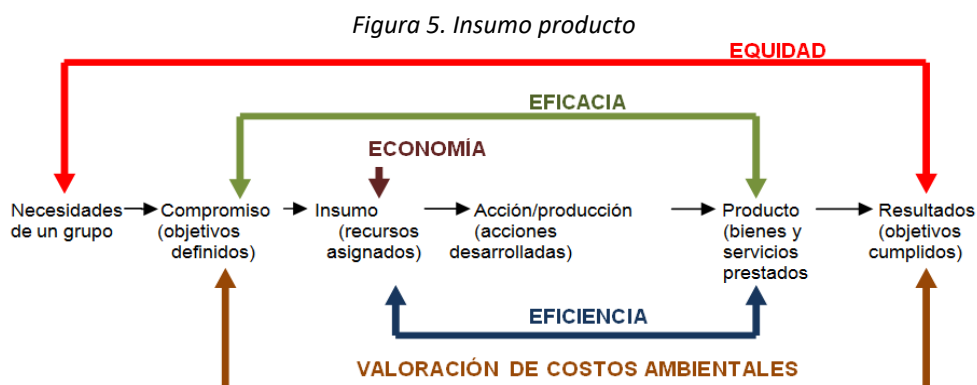 Figura 5. Insumo producto
EQUIDAD
EFICACIA
ECONOMÍA
Necesidades
de un grupo
Compromiso
(objetivos
definidos)
Insumo
(recursos
asignados)
Acción/producción
(acciones
desarrolladas)
Producto
(bienes y
servicios
prestados
Resultados
(objetivos
cumplidos)
EFICIENCIA
VALORACIÓN DE COSTOS AMBIENTALES